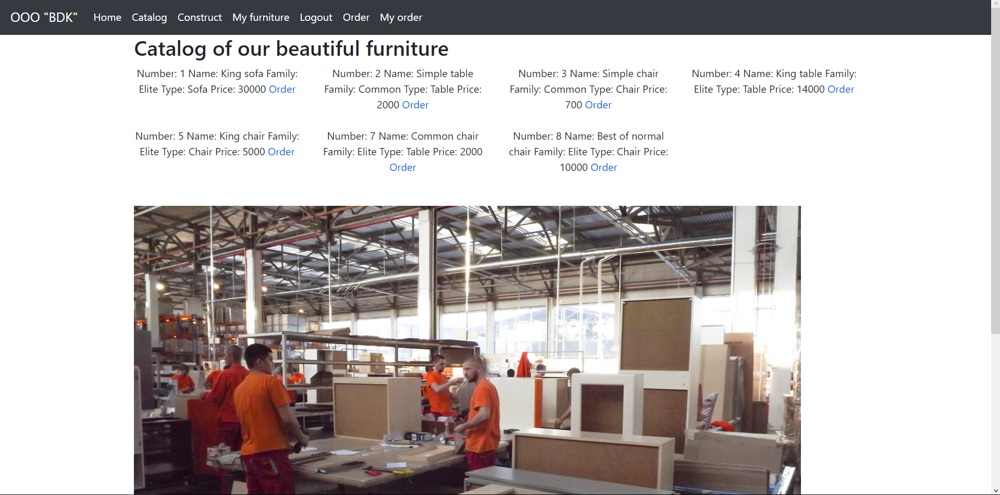 OOO "BDK" Home Catalog Construct My furniture Logout Order My order
Catalog of our beautiful furniture
Number: 1 Name: King sofa Family:
Elite Type: Sofa Price: 30000 Order
Number: 2 Name: Simple table
Family: Common Type: Table Price:
2000 Order
Number: 3 Name: Simple chair
Family: Common Type: Chair Price:
700 Order
Number: 4 Name: King table Family:
Elite Type: Table Price: 14000 Order
Number: 5 Name: King chair Family:
Elite Type: Chair Price: 5000 Order
Number: 7 Name: Common chair
Family: Elite Type: Table Price: 2000
Order
Number: 8 Name: Best of normal
chair Family: Elite Type: Chair Price:
10000 Order